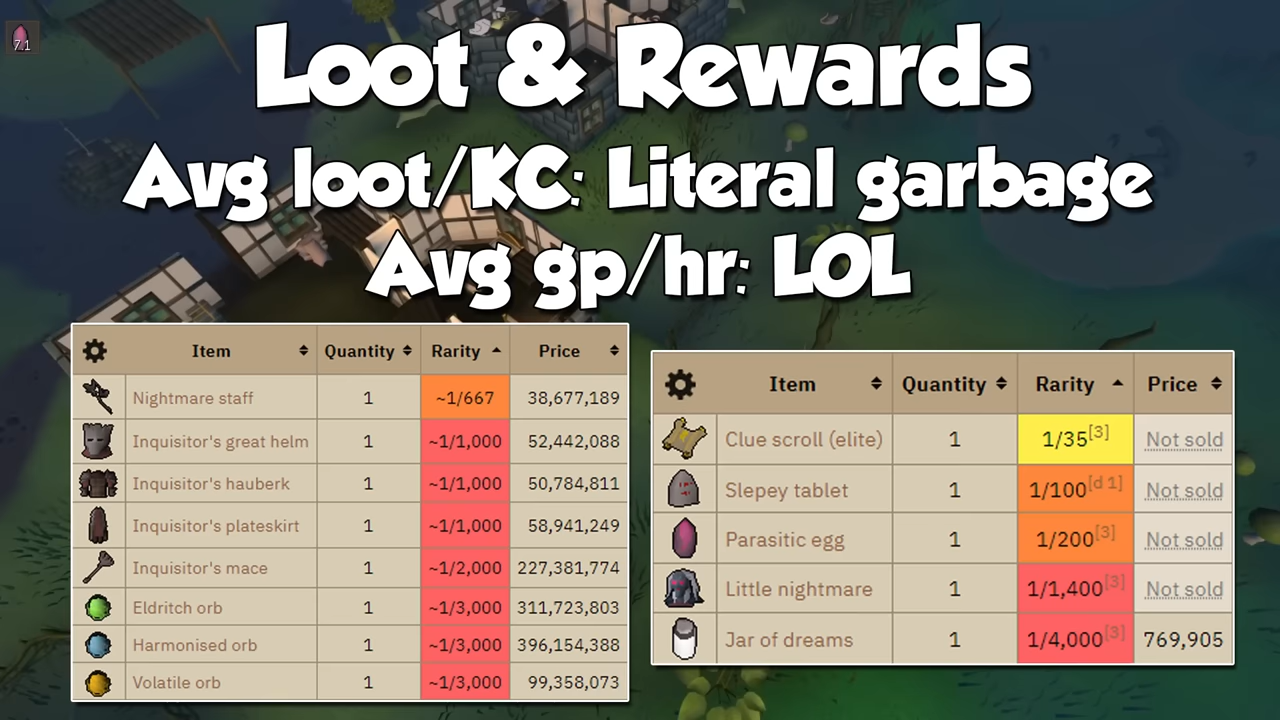 7.1
Loot & Rewards
Avg loot/KC: Literal garbage
Avg gp/hr: LOL
Item Quantity Rarity Price
Nightmare staff 1 ~1/667 38,677,189
Inquisitor's great helm 1 ~1/1,000 52,442,088
Inquisitor's hauberk 1 ~1/1,000 50,784,811
Inquisitor's plateskirt 1 ~1/1,000 58,941,249
Inquisitor's mace 1 ~1/2,000 227,381,774
Eldritch orb 1 ~1/3,000 311,723,803
Harmonised orb 1 ~1/3,000 396,154,388
Volatile orb 1 ~1/3,000 99,358,073
Item Quantity Rarity Price
Clue scroll (elite) 1 1/35[3] Not sold
Slepey tablet 1 1/100[d 1] Not sold
Parasitic egg 1 1/200[3] Not sold
Little nightmare 1 1/1,400[3] Not sold
Jar of dreams 1 1/4,000[3] 769,905